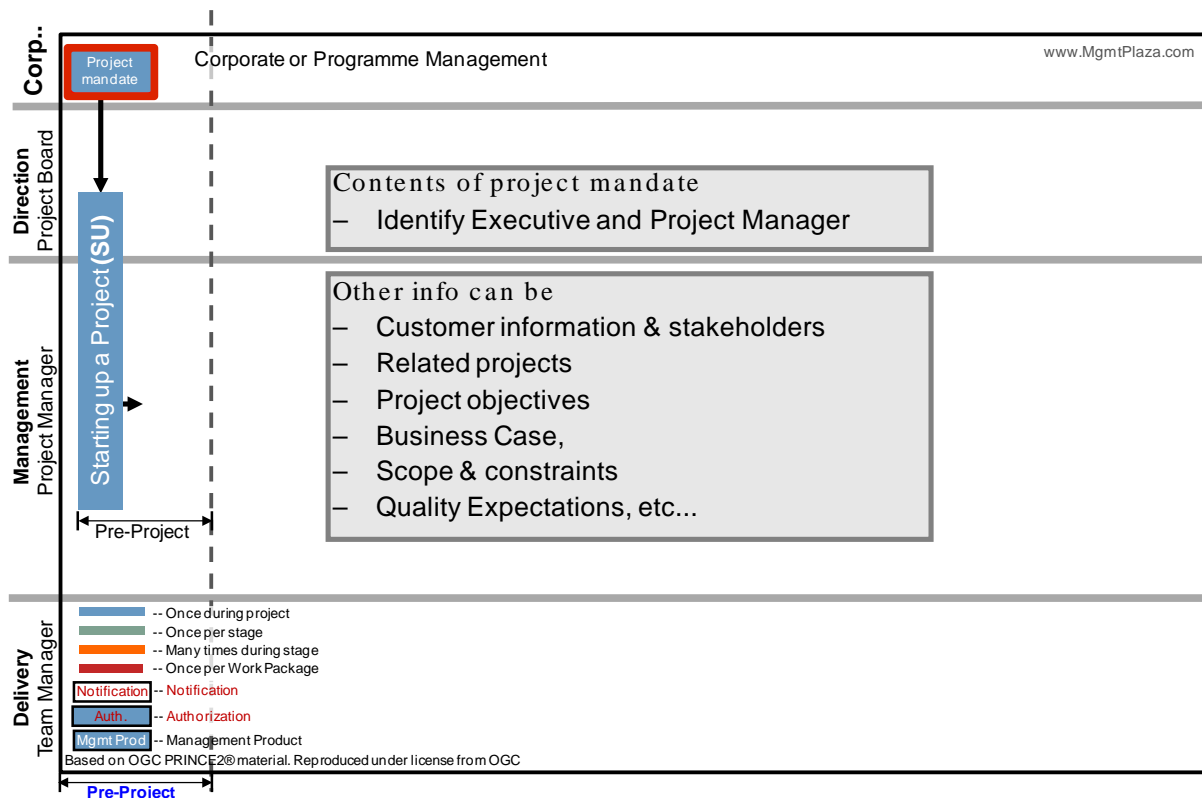 Corp..
Project
mandate
Corporate or Programme Management
www.MgmtPlaza.com
Direction
Project Board
Contents of project mandate
– Identify Executive and Project Manager
Starting up a Project (SU)
Management
Project Manager
Other info can be
– Customer information & stakeholders
– Related projects
– Project objectives
– Business Case,
– Scope & constraints
– Quality Expectations, etc...
Pre-Project
Delivery
Team Manager
-- Once during project
-- Once per stage
-- Many times during stage
-- Once per Work Package
Notification -- Notification
Auth. -- Authorization
Mgmt Prod -- Management Product
Based on OGC PRINCE2® material. Reproduced under license from OGC
Pre-Project